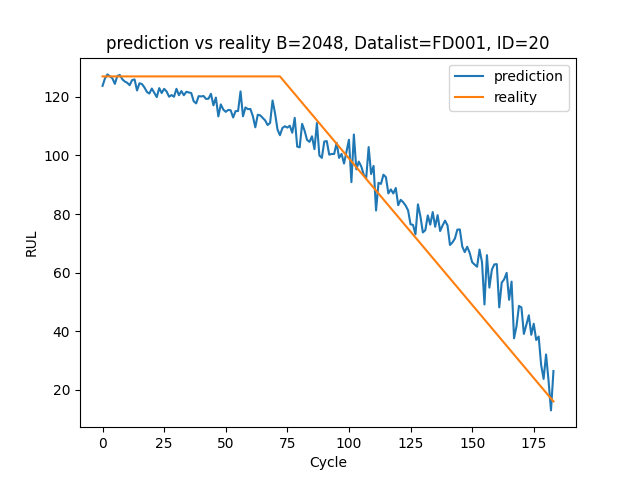 prediction vs reality B=2048, Datalist=FD001, ID=20
prediction
reality
RUL
120
100
80
60
40
20
0 25 50 75 100 125 150 175
Cycle